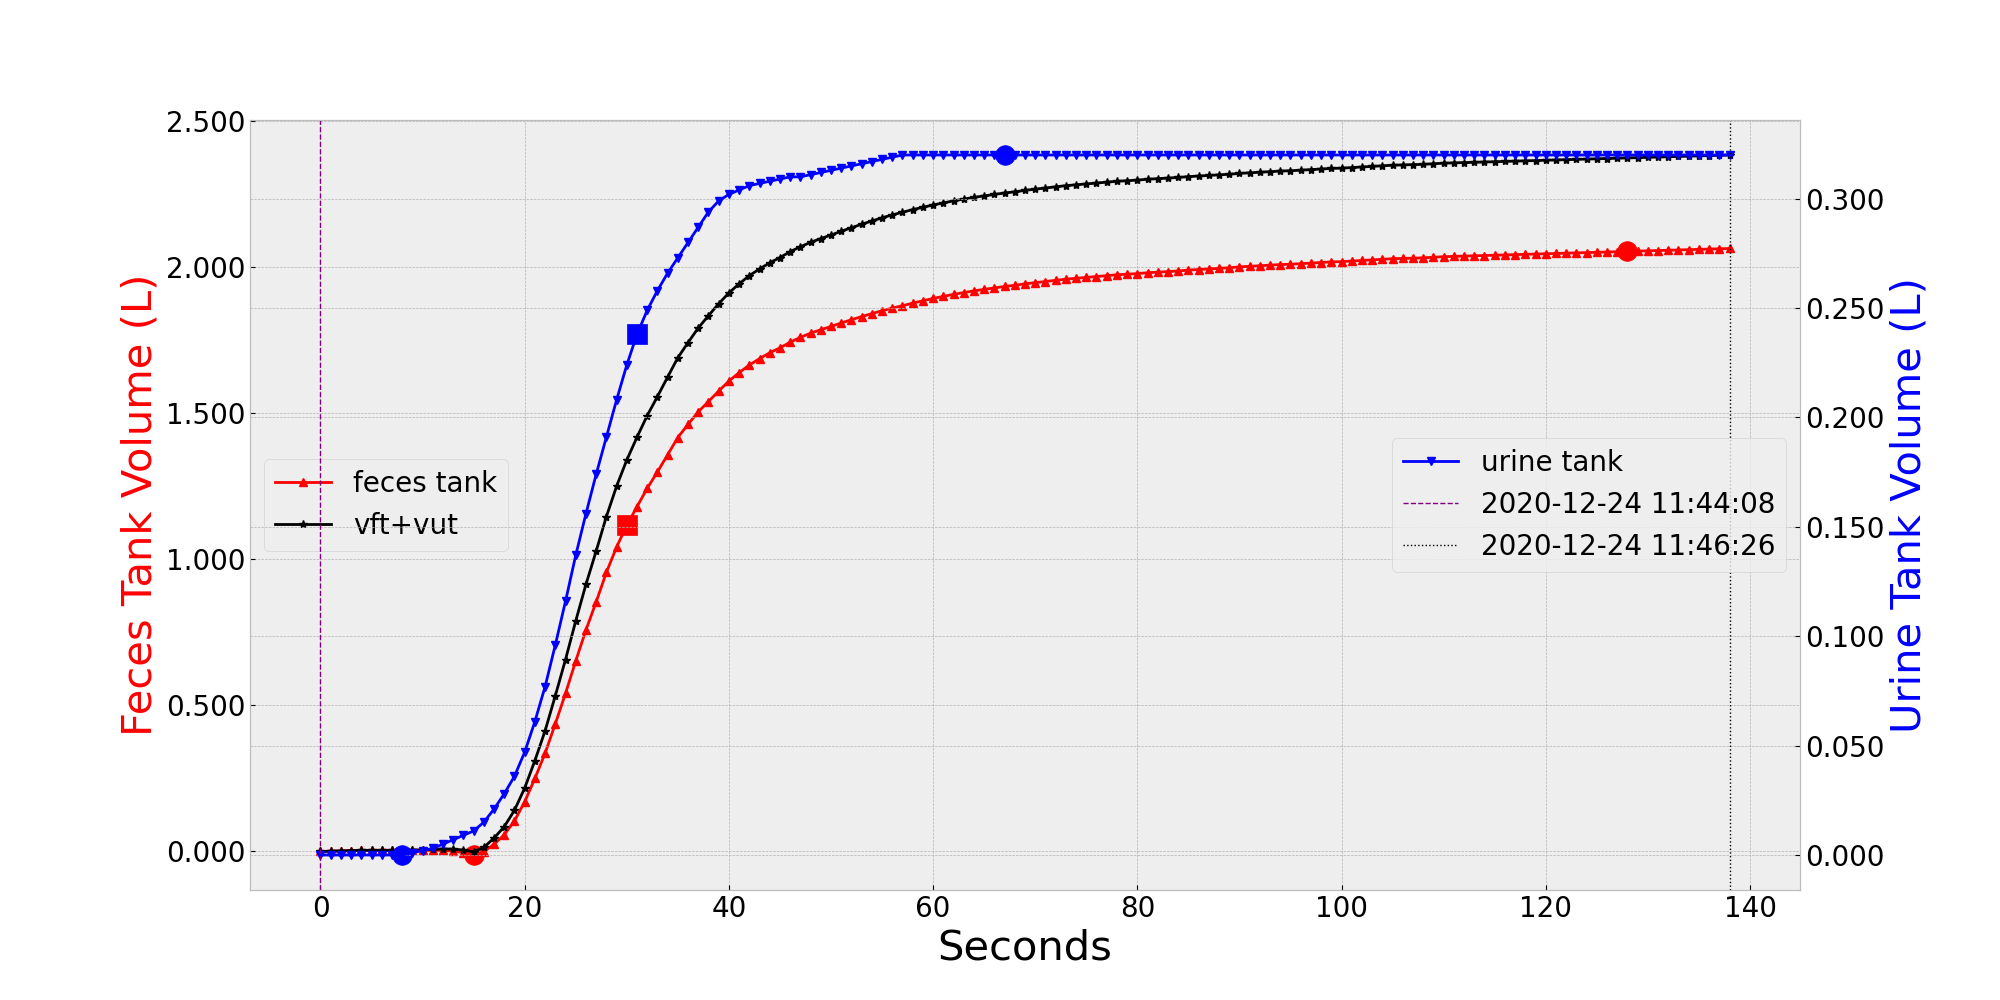 2.500
2.000
1.500
1.000
0.500
0.000
Feces Tank Volume (L)
feces tank
vft+vut
urine tank
2020-12-24 11:44:08
2020-12-24 11:46:26
0.300
0.250
0.200
0.150
0.100
0.050
0.000
Urine Tank Volume (L)
0 20 40 60 80 100 120 140
Seconds